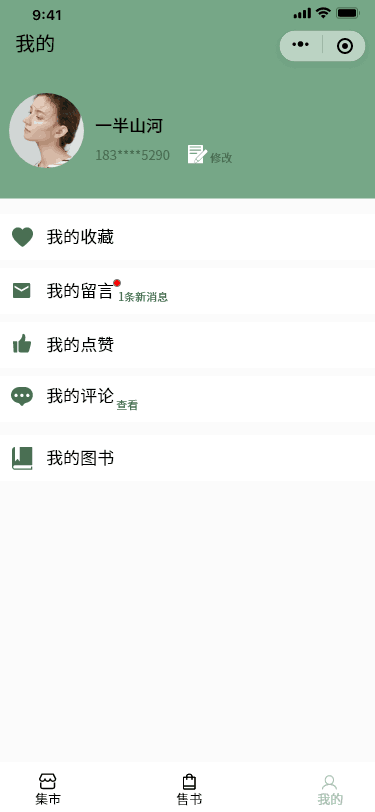 9:41
我的
一半山河
183****5290 修改
我的收藏
我的留言
1条新消息
我的点赞
我的评论
查看
我的图书
集市 售书 我的